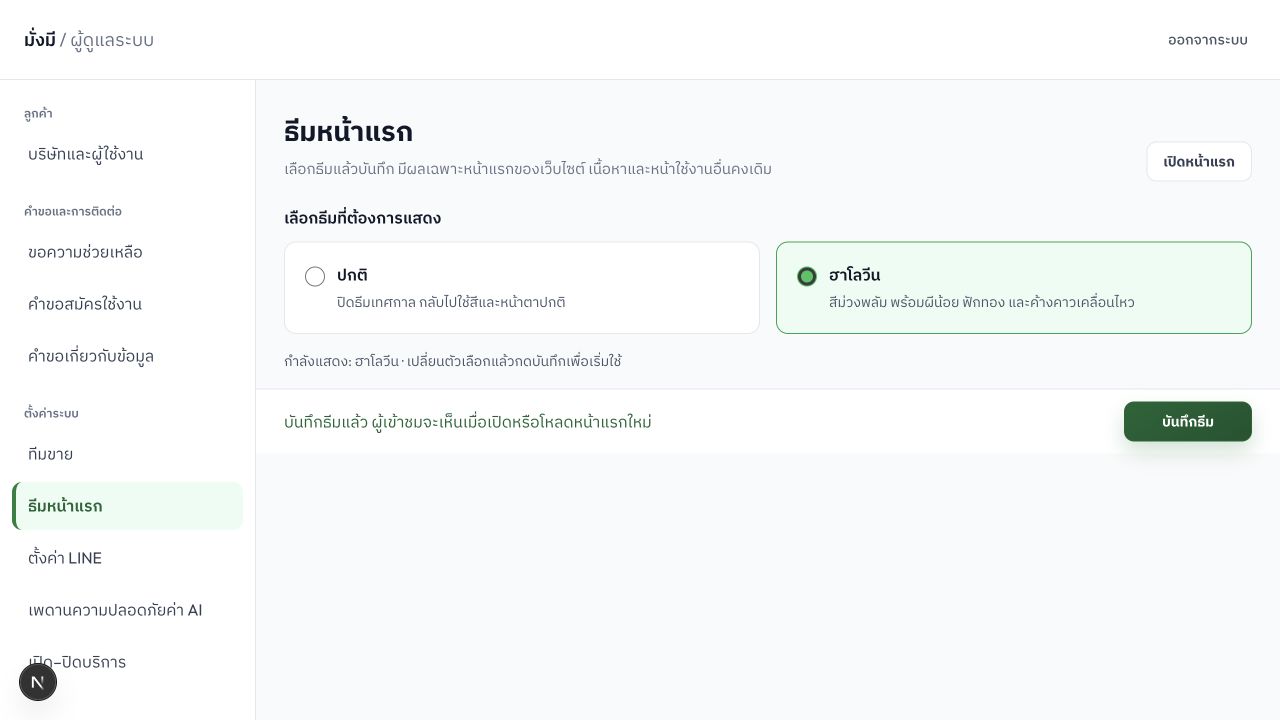 มั่งมี / ผู้ดูแลระบบ
ออกจากระบบ
ลูกค้า
บริษัทและผู้ใช้งาน
คำขอและการติดต่อ
ขอความช่วยเหลือ
คำขอสมัครใช้งาน
คำขอเกี่ยวกับข้อมูล
ตั้งค่าระบบ
ทีมขาย
ธีมหน้าแรก
ตั้งค่า LINE
เพดานความปลอดภัยค่า AI
เปิด–ปิดบริการ
N
ธีมหน้าแรก
เลือกธีมแล้วบันทึก มีผลเฉพาะหน้าแรกของเว็บไซต์ เนื้อหาและหน้าใช้งานอื่นคงเดิม
เปิดหน้าแรก
เลือกธีมที่ต้องการแสดง
ปกติ
ปิดธีมเทศกาล กลับไปใช้สีและหน้าตาปกติ
ฮาโลวีน
สีม่วงพลัม พร้อมผีน้อย ฟักทอง และค้างคาวเคลื่อนไหว
กำลังแสดง: ฮาโลวีน · เปลี่ยนตัวเลือกแล้วกดบันทึกเพื่อเริ่มใช้
บันทึกธีมแล้ว ผู้เข้าชมจะเห็นเมื่อเปิดหรือโหลดหน้าแรกใหม่
บันทึกธีม